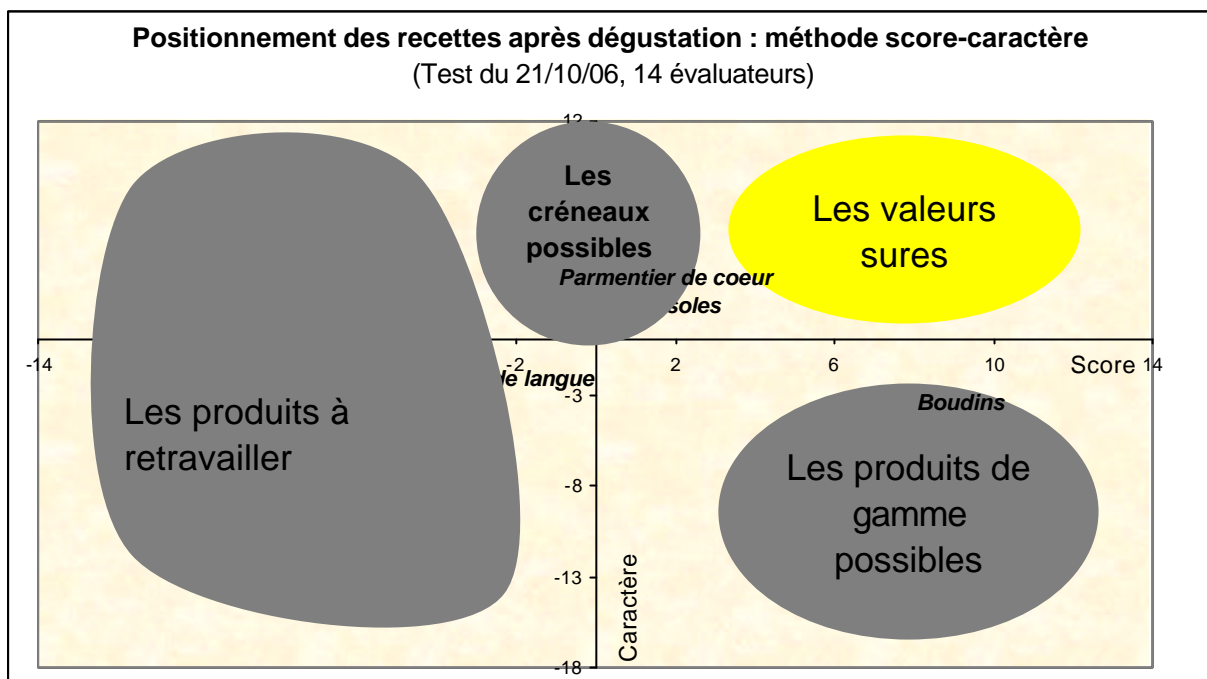 Positionnement des recettes après dégustation : méthode score-caractère
(Test du 21/10/06, 14 évaluateurs)
12
Les
créneaux
possibles
Les valeurs
sures
Parmentier de coeur
soles
-14
-2
2
6
10
Score 14
de langue
-3
Boudins
Les produits à
retravailler
Les produits de
gamme
possibles
-8
-13
-18
Caractère